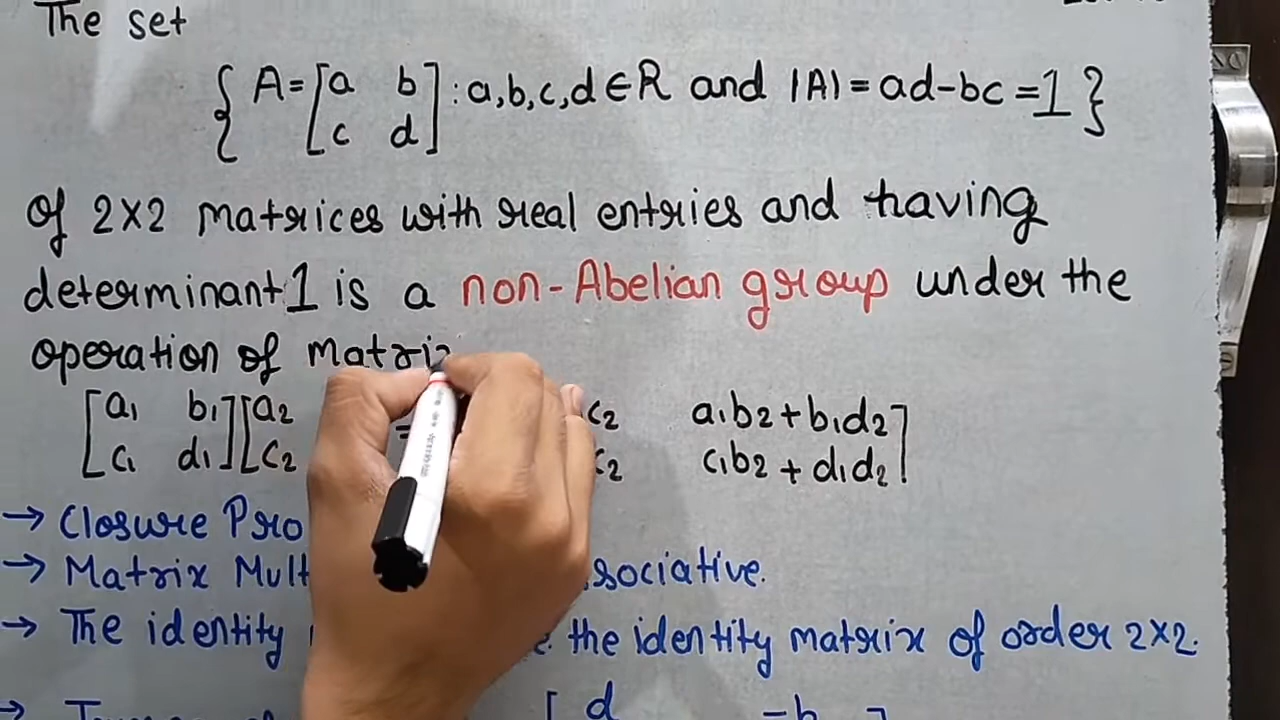 The set
{ A = [a b : a,b,c,d ∈ R and |A| = ad-bc = 1 }
c d]
of 2×2 matrices with real entries and having
determinant 1 is a non-Abelian group under the
operation of matrix
[a₁ b₁ [a₂ = c₂ a₁b₂ + b₁d₂]
c₁ d₁] c₂ c₂ c₁b₂ + d₁d₂]
→ Closure Pro
→ Matrix Mult ssociative.
→ The identity the identity matrix of order 2×2.
→ [ d -b ]